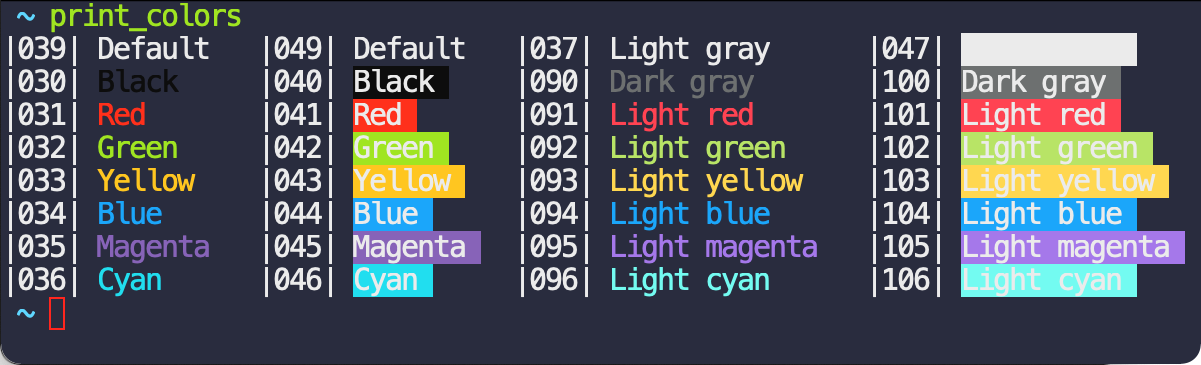 ~ print_colors
|039| Default |049| Default |037| Light gray |047|
|030| Black |040| Black |090| Dark gray |100| Dark gray
|031| Red |041| Red |091| Light red |101| Light red
|032| Green |042| Green |092| Light green |102| Light green
|033| Yellow |043| Yellow |093| Light yellow |103| Light yellow
|034| Blue |044| Blue |094| Light blue |104| Light blue
|035| Magenta |045| Magenta |095| Light magenta |105| Light magenta
|036| Cyan |046| Cyan |096| Light cyan |106| Light cyan
~